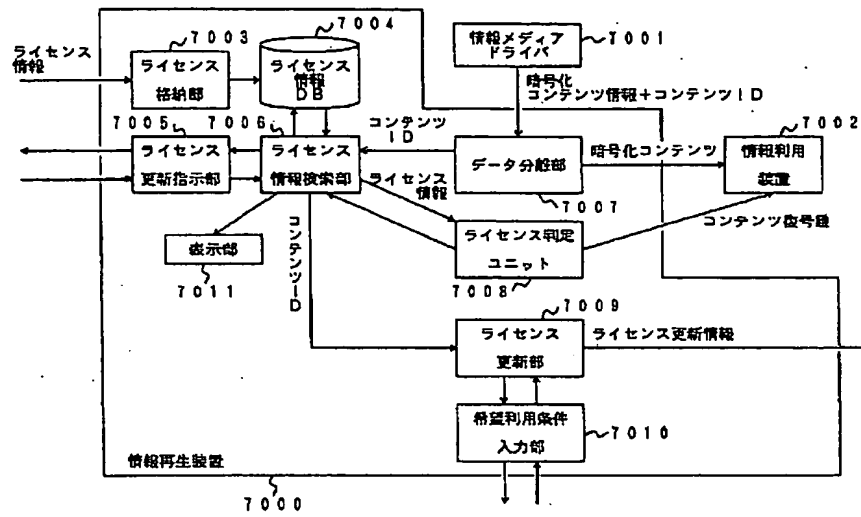 7003
7004
7001
ライセンス
情報
ライセンス
格納部
ライセンス
情報
DB
情報メディア
ドライバ
暗号化
コンテンツ情報+コンテンツID
7005
7006
コンテンツ
ID
7002
ライセンス
更新指示部
ライセンス
情報検索部
データ分離部
暗号化コンテンツ
情報利用
装置
ライセンス
情報
7007
コンテンツ復号鍵
表示部
7011
コンテンツID
ライセンス判定
ユニット
7008
7009
ライセンス
更新部
ライセンス更新情報
希望利用条件
入力部
7010
情報再生装置
7000